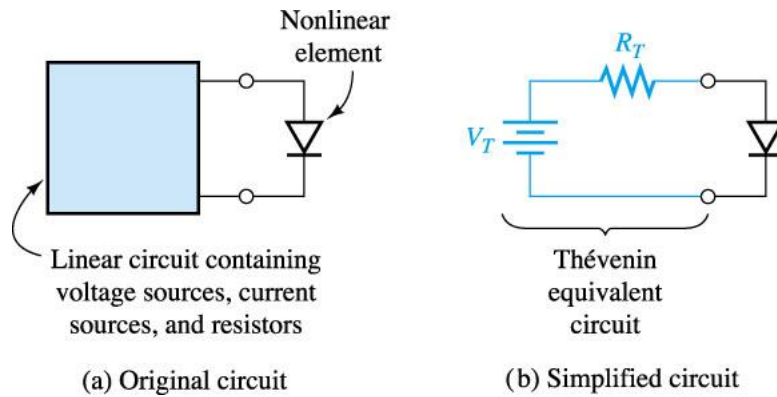 Nonlinear
element
R_T
V_T
Linear circuit containing
voltage sources, current
sources, and resistors
Thévenin
equivalent
circuit
(a) Original circuit
(b) Simplified circuit